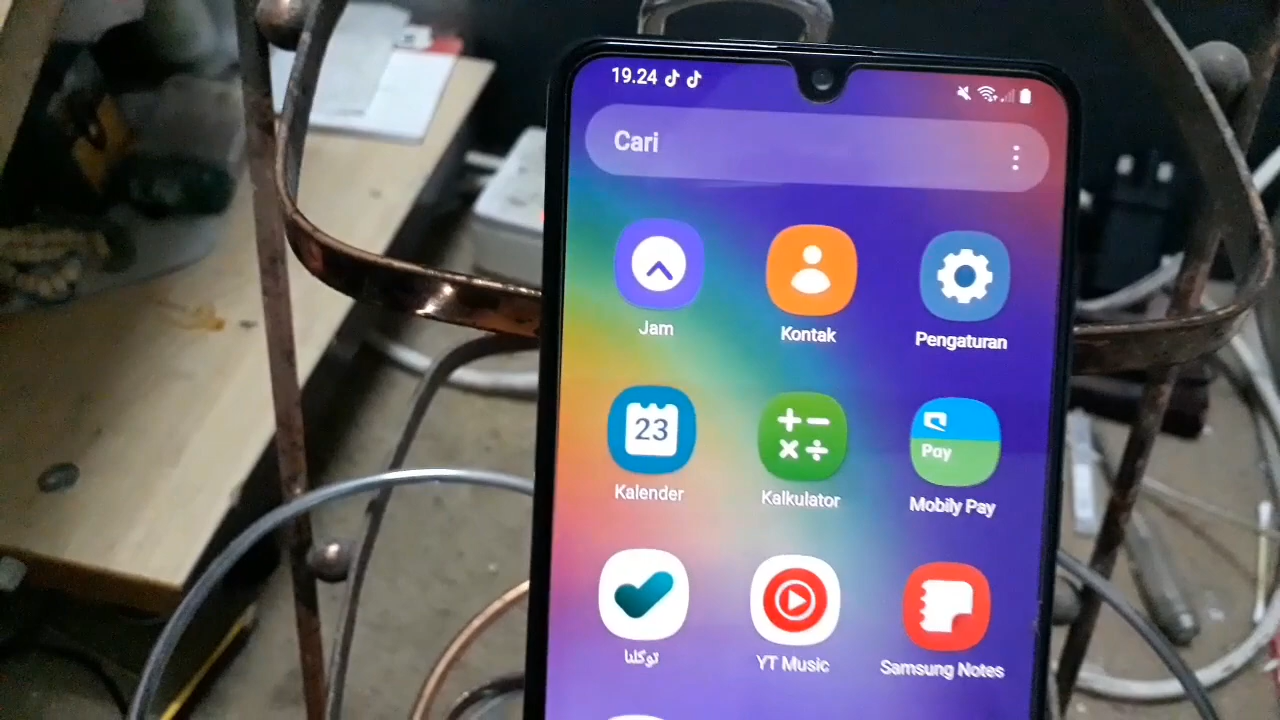 19.24
Cari
Jam
Kontak
Pengaturan
23
Kalender
Kalkulator
Pay
Mobily Pay
توكلنا
YT Music
Samsung Notes